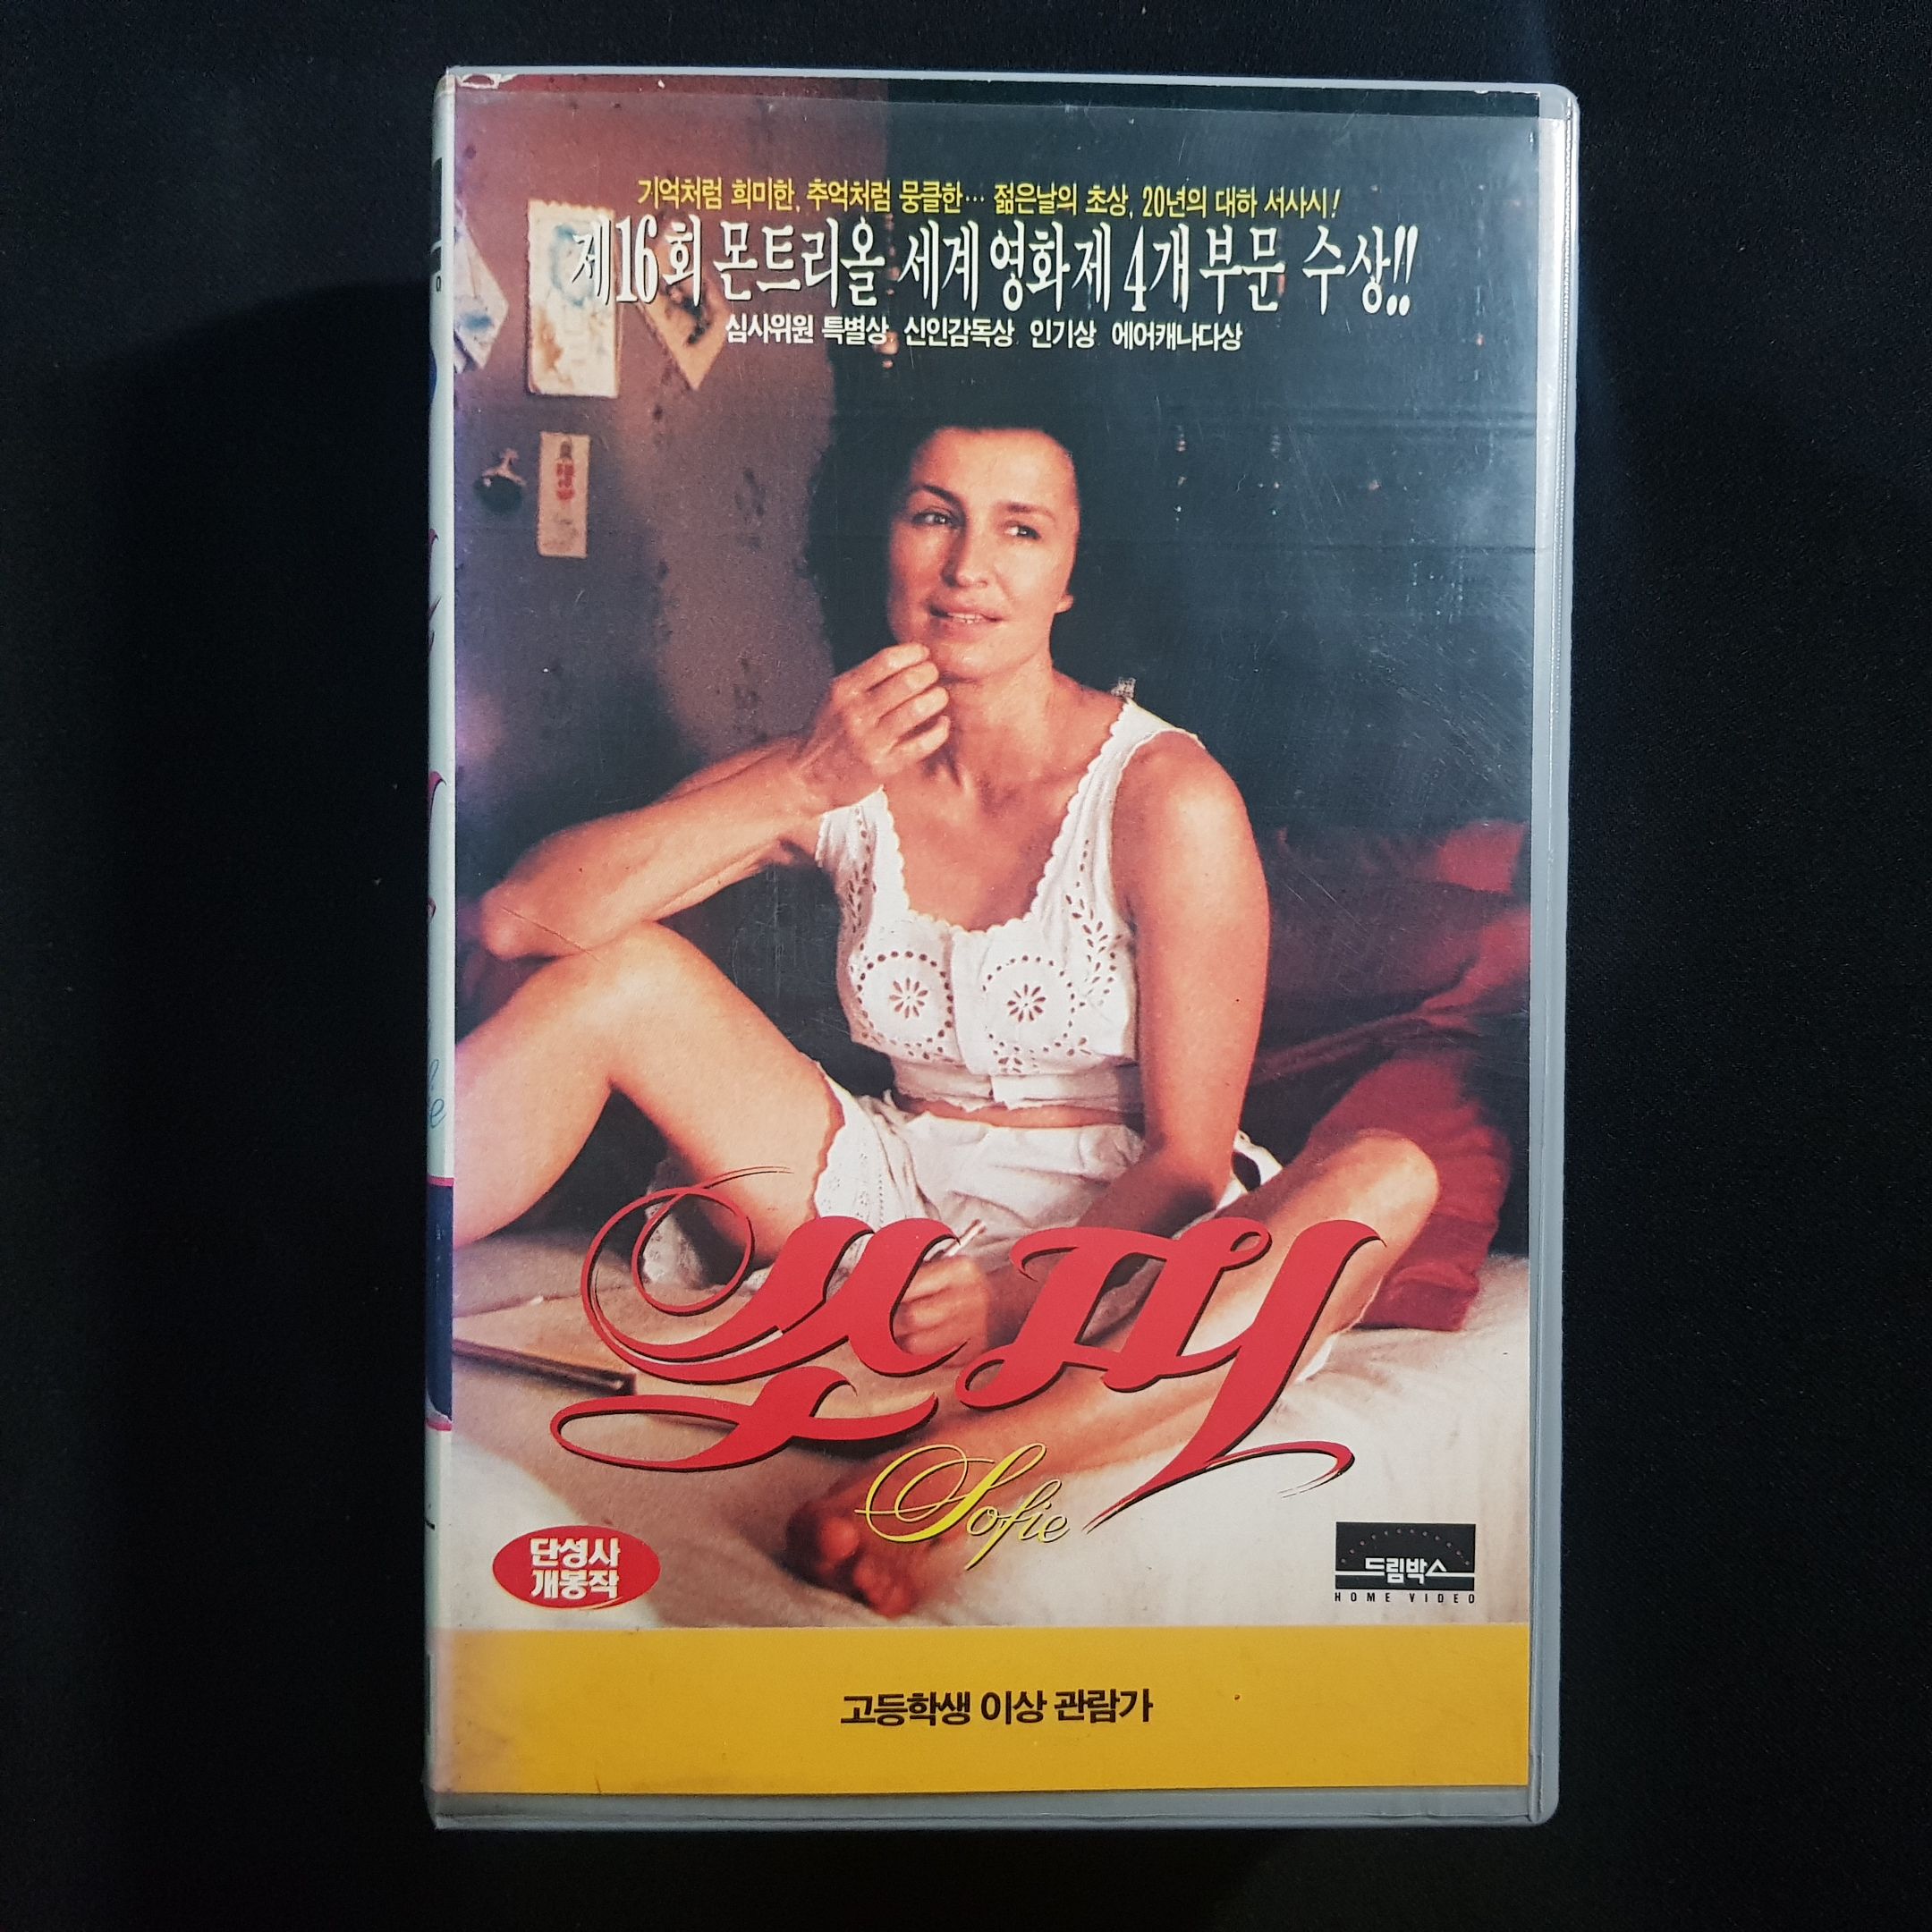 기억처럼 희미한, 추억처럼 뭉클한… 젊은날의 초상, 20년의 대하 서사시!
제16회 몬트리올 세계 영화제 4개 부문 수상!!
심사위원 특별상 신인감독상 인기상 에어캐나다상
쏘피
Sofie
단성사
개봉작
드림박스
HOME VIDEO
고등학생 이상 관람가